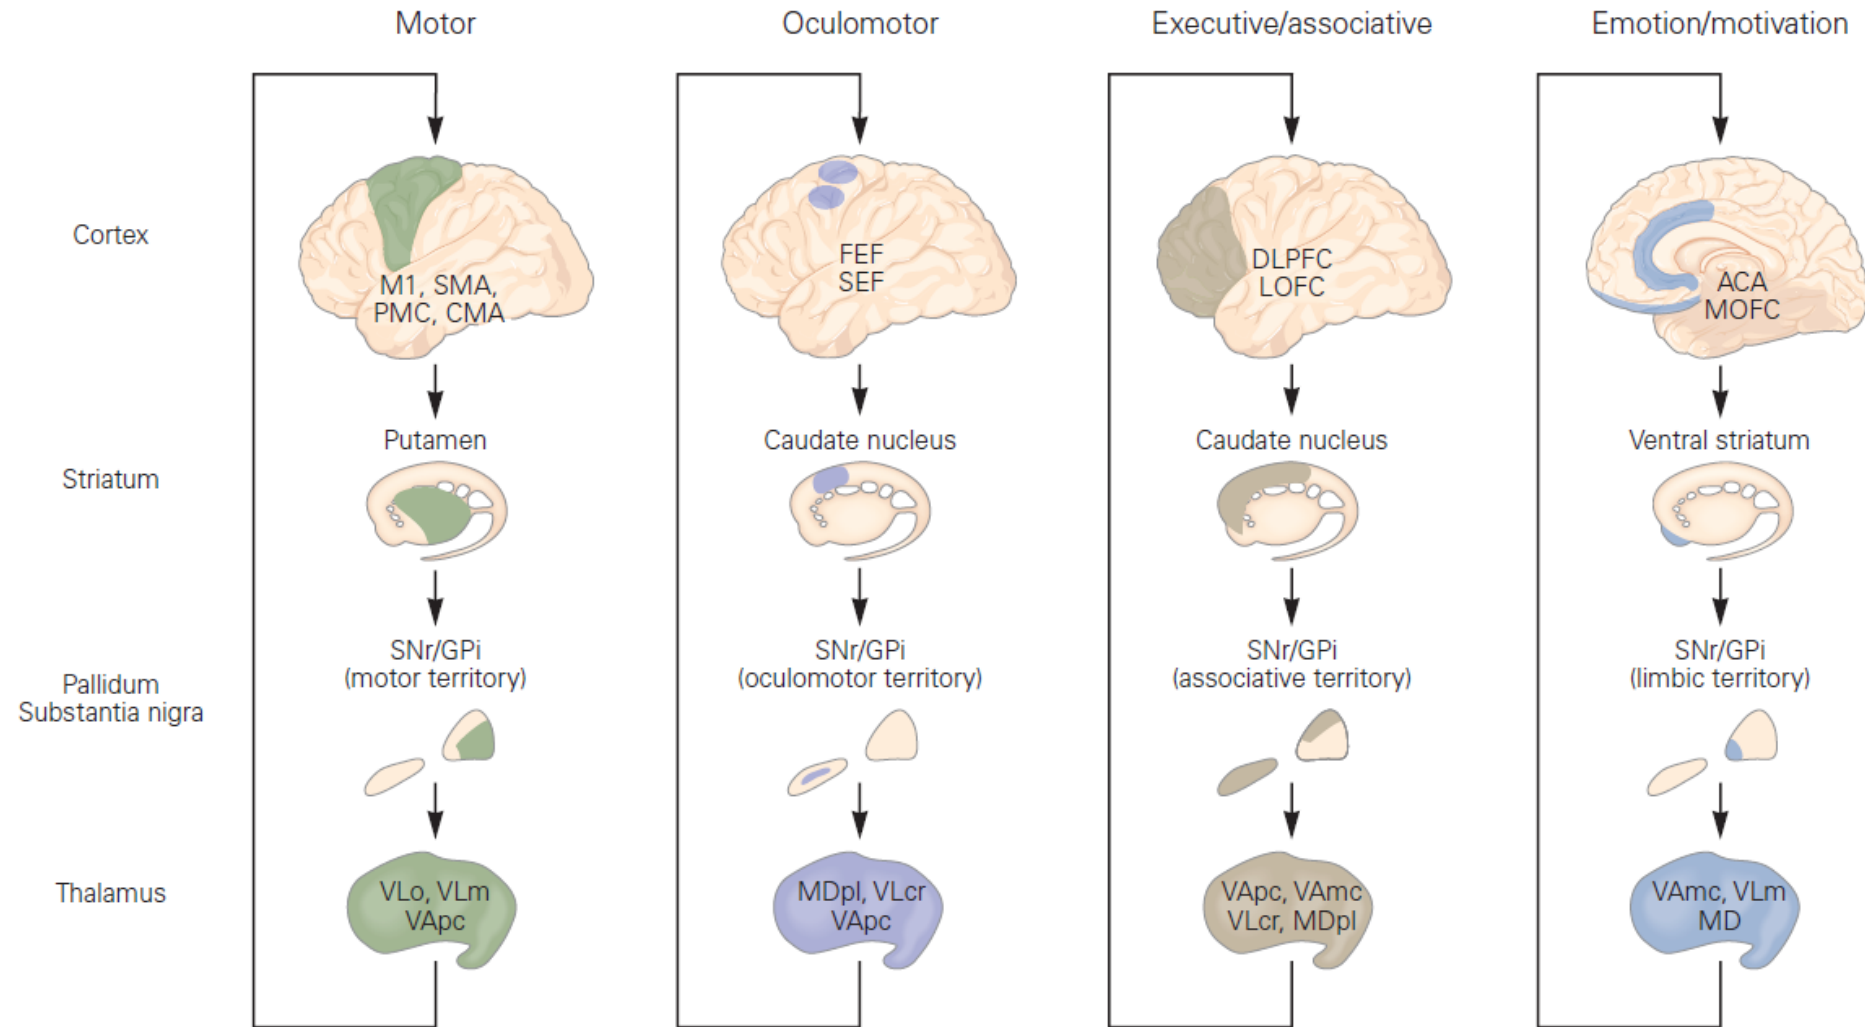 Motor
Oculomotor
Executive/associative
Emotion/motivation
Cortex
M1, SMA,
PMC, CMA
FEF
SEF
DLPFC
LOFC
ACA
MOFC
Striatum
Putamen
Caudate nucleus
Caudate nucleus
Ventral striatum
Pallidum
Substantia nigra
SNr/GPi
(motor territory)
SNr/GPi
(oculomotor territory)
SNr/GPi
(associative territory)
SNr/GPi
(limbic territory)
Thalamus
VLo, VLm
VApc
MDpl, VLcr
VApc
VApc, VAmc
VLcr, MDpl
VAmc, VLm
MD